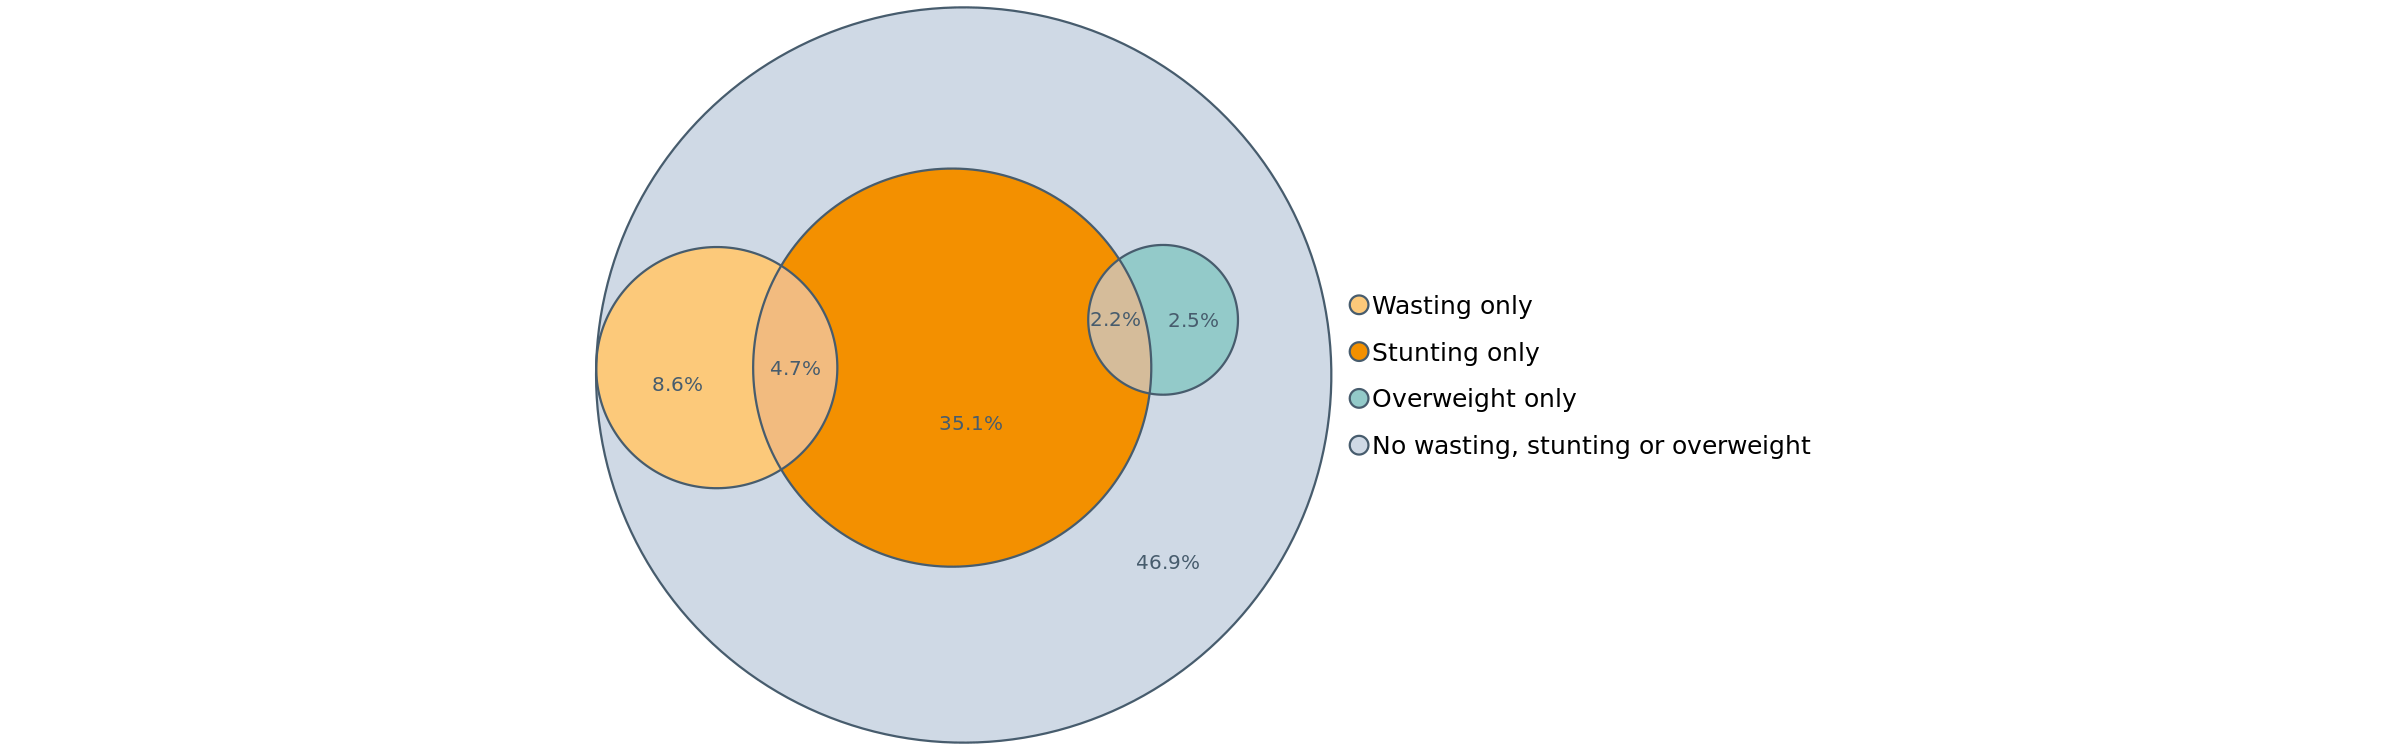 8.6%
4.7%
35.1%
2.2%
2.5%
46.9%
Wasting only
Stunting only
Overweight only
No wasting, stunting or overweight